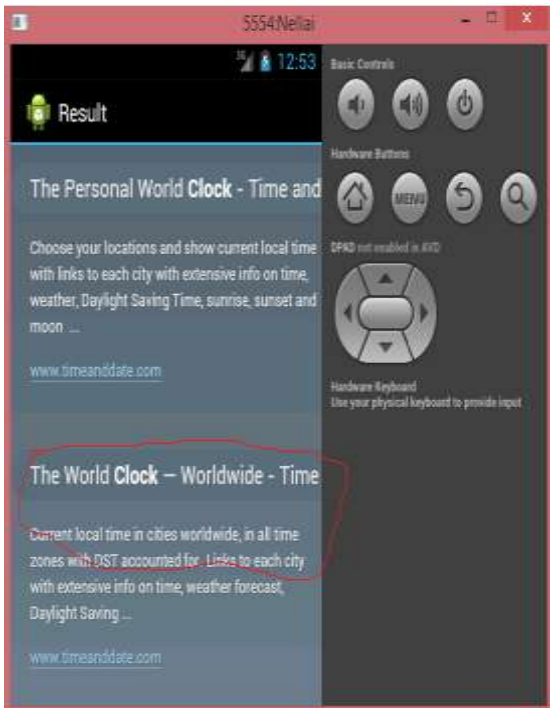 5554:Nellai
3G 12:53
Result
The Personal World Clock - Time and
Choose your locations and show current local time
with links to each city with extensive info on time,
weather, Daylight Saving Time, sunrise, sunset and
moon ...
www.timeanddate.com
The World Clock — Worldwide - Time
Current local time in cities worldwide, in all time
zones with DST accounted for. Links to each city
with extensive info on time, weather forecast,
Daylight Saving ...
www.timeanddate.com
Basic Controls
Hardware Buttons
MENU
DPAD not enabled in AVD
Hardware Keyboard
Use your physical keyboard to provide input